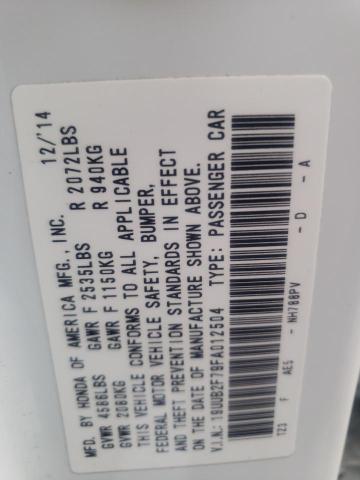 MFD. BY HONDA OF AMERICA MFG., INC. 12/'14
GVWR 4586LBS GAWR F 2535LBS R 2072LBS
GVWR 2080KG GAWR F 1150KG R 940KG
THIS VEHICLE CONFORMS TO ALL APPLICABLE
FEDERAL MOTOR VEHICLE SAFETY, BUMPER,
AND THEFT PREVENTION STANDARDS IN EFFECT
ON THE DATE OF MANUFACTURE SHOWN ABOVE.
V.I.N.: 19UUB2F79FA012504 TYPE: PASSENGER CAR
TZ3 F AES - NH788PV - D - A